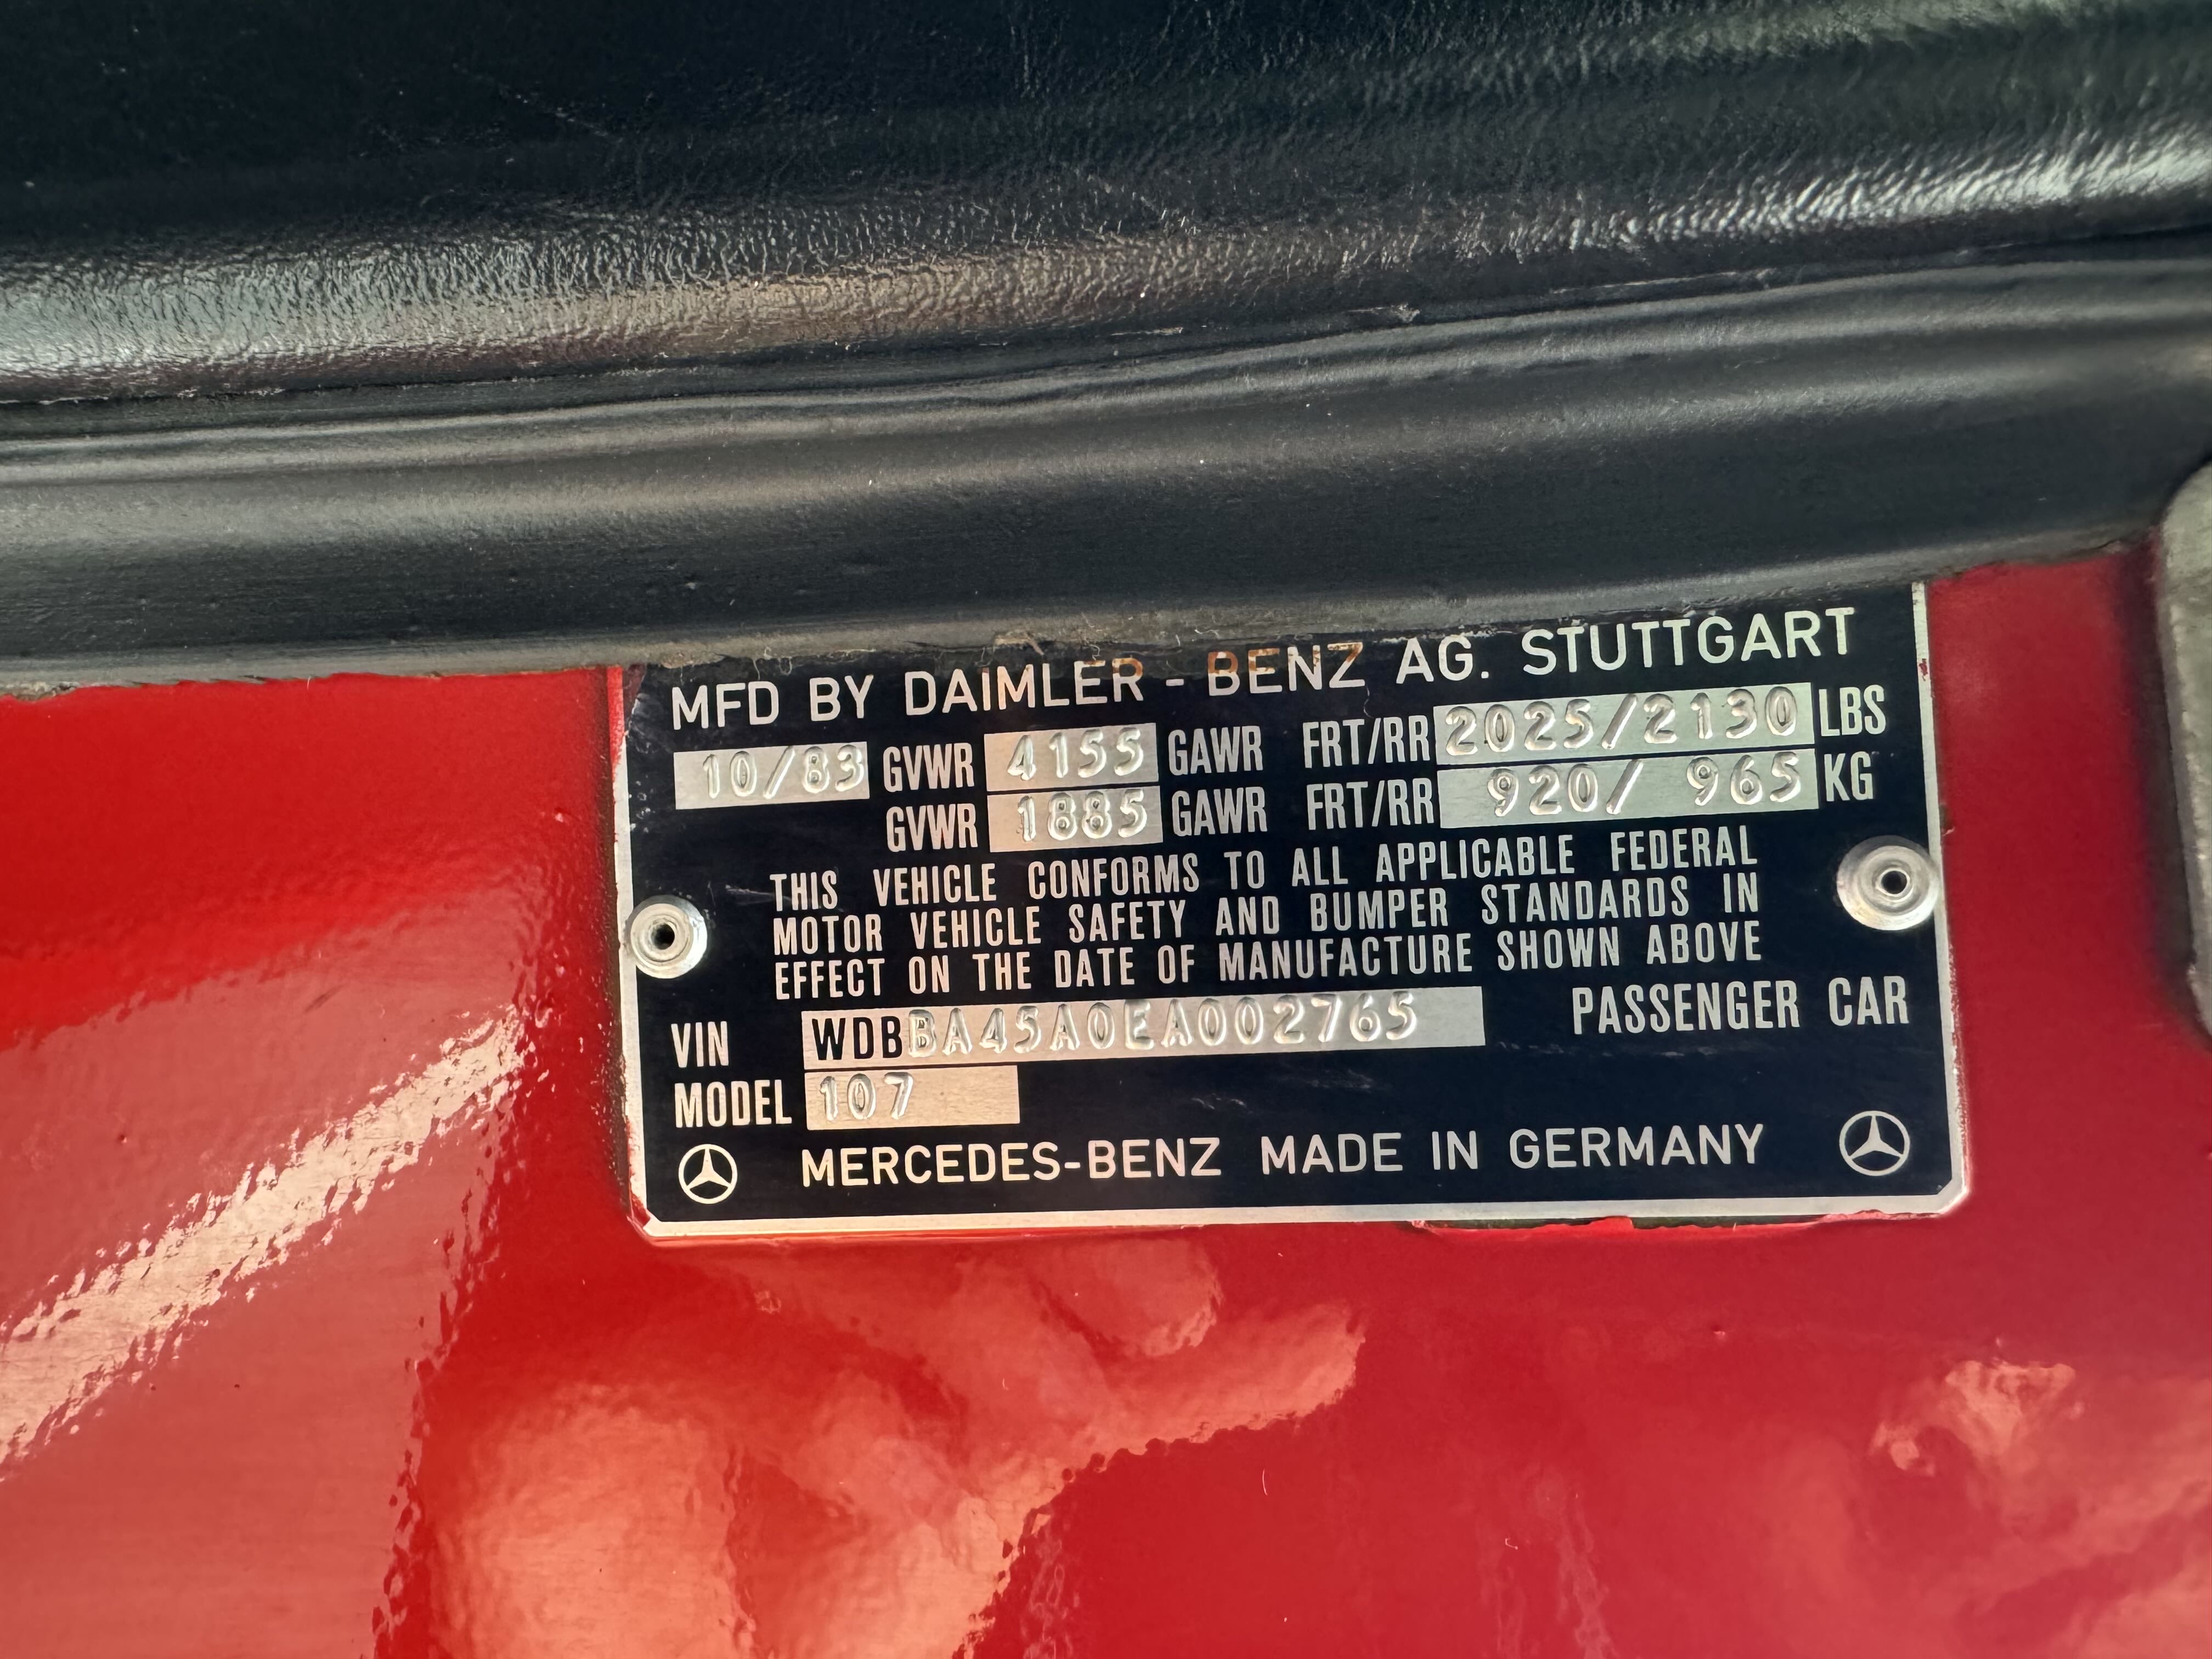 MFD BY DAIMLER - BENZ AG. STUTTGART
10/83 GVWR 4155 GAWR FRT/RR 2025/2130 LBS
GVWR 1885 GAWR FRT/RR 920/ 965 KG
THIS VEHICLE CONFORMS TO ALL APPLICABLE FEDERAL
MOTOR VEHICLE SAFETY AND BUMPER STANDARDS IN
EFFECT ON THE DATE OF MANUFACTURE SHOWN ABOVE
VIN WDBBA45A0EA002765 PASSENGER CAR
MODEL 107
MERCEDES-BENZ MADE IN GERMANY